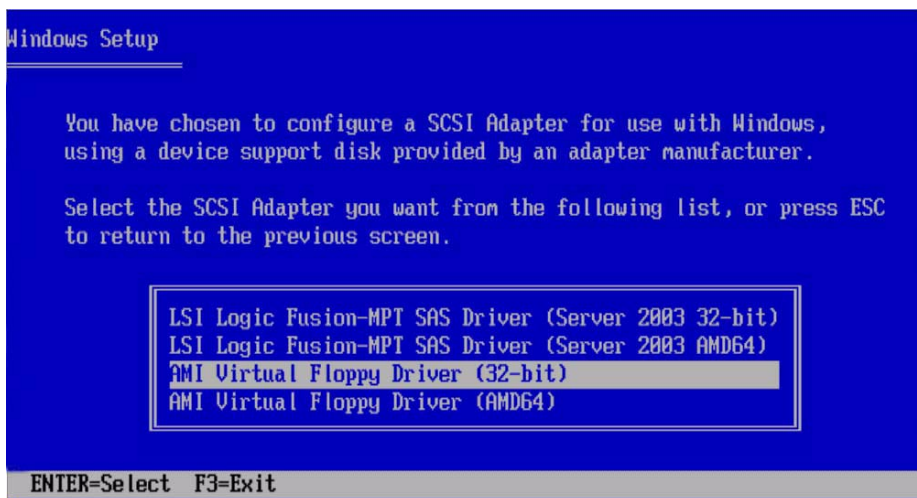 Windows Setup
You have chosen to configure a SCSI Adapter for use with Windows,
using a device support disk provided by an adapter manufacturer.
Select the SCSI Adapter you want from the following list, or press ESC
to return to the previous screen.
LSI Logic Fusion-MPT SAS Driver (Server 2003 32-bit)
LSI Logic Fusion-MPT SAS Driver (Server 2003 AMD64)
AMI Virtual Floppy Driver (32-bit)
AMI Virtual Floppy Driver (AMD64)
ENTER=Select F3=Exit